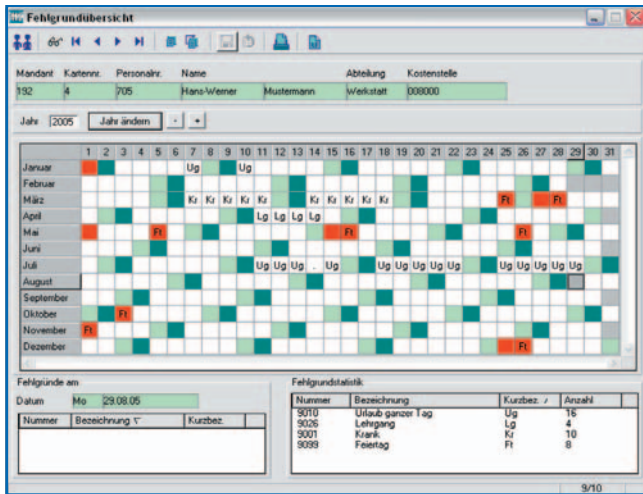 Fehlgrundübersicht
Mandant Kartennr. Personalnr. Name Abteilung Kostenstelle
192 4 705 Hans-Werner Mustermann Werkstatt 008000
Jahr 2005 Jahr ändern - +
1 2 3 4 5 6 7 8 9 10 11 12 13 14 15 16 17 18 19 20 21 22 23 24 25 26 27 28 29 30 31
Januar Ug Ug
Februar
März Kr Kr Kr Kr Kr Kr Kr Kr Kr Kr Ft Ft
April Lg Lg Lg Lg
Mai Ft Ft Ft
Juni
Juli Ug Ug Ug . Ug Ug Ug Ug Ug Ug Ug Ug Ug Ug Ug
August
September
Oktober Ft
November Ft
Dezember Ft
Fehlgründe am
Datum Mo 29.08.05
Nummer Bezeichnung Kurzbez.
Fehlgrundstatistik
Nummer Bezeichnung Kurzbez. / Anzahl
9010 Urlaub ganzer Tag Ug 16
9026 Lehrgang Lg 4
9001 Krank Kr 10
9099 Feiertag Ft 8
9/10